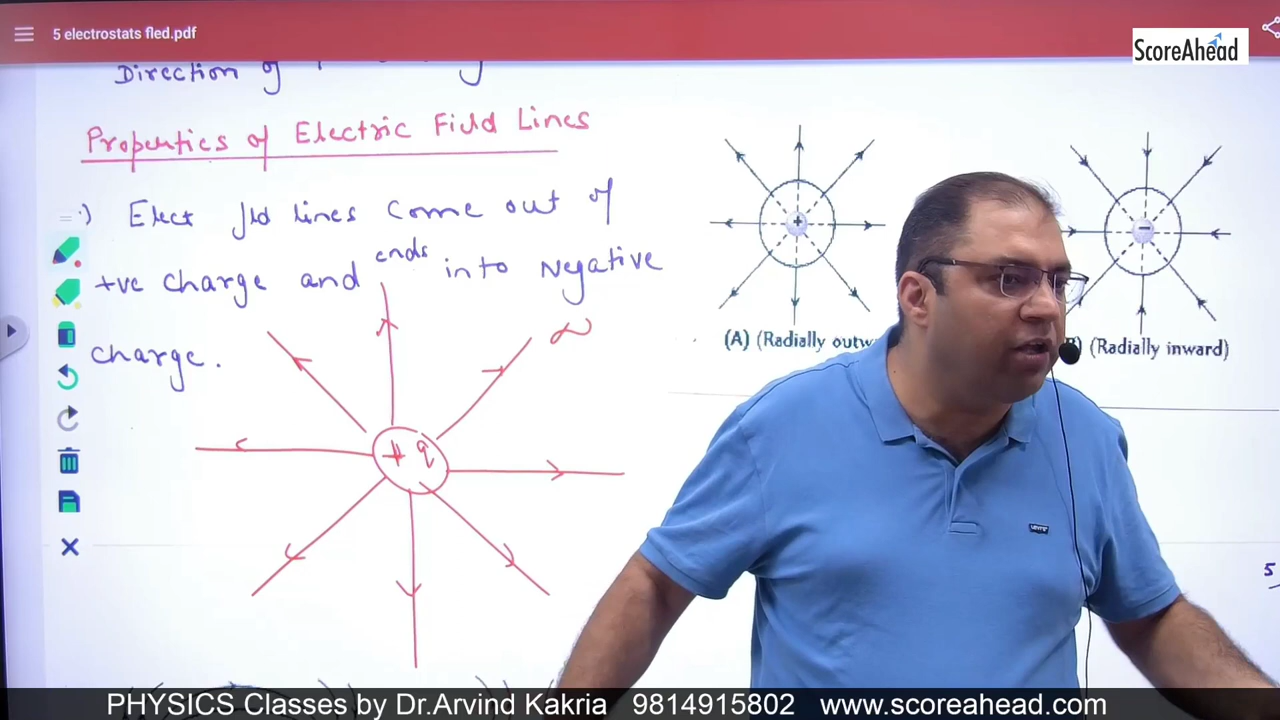 5 electrostats fled.pdf
ScoreAhead
Direction of
Properties of Electric Field Lines
:) Elect fld lines come out of
+ve charge and ends into Negative
charge.
∞
+ q
+
−
(A) (Radially outw
(Radially inward)
LEVI'S
5
PHYSICS Classes by Dr.Arvind Kakria 9814915802 www.scoreahead.com